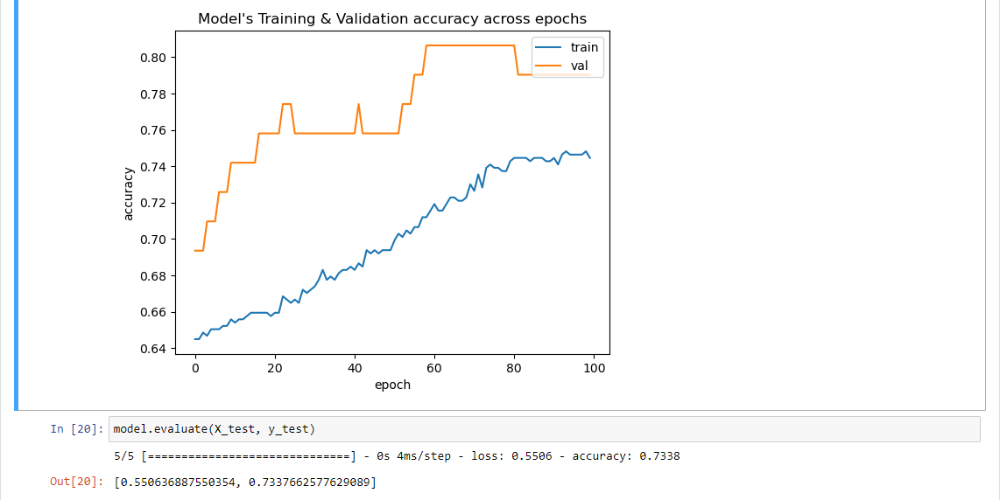 Model's Training & Validation accuracy across epochs
train
val
0.80
0.78
0.76
0.74
0.72
0.70
0.68
0.66
0.64
accuracy
0 20 40 60 80 100
epoch
In [20]: model.evaluate(X_test, y_test)
5/5 [==============================] - 0s 4ms/step - loss: 0.5506 - accuracy: 0.7338
Out[20]: [0.550636887550354, 0.7337662577629089]